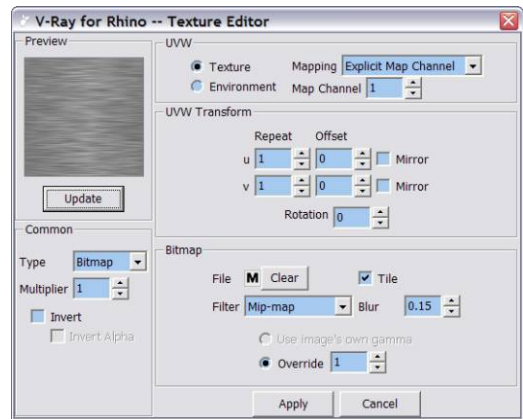 V-Ray for Rhino -- Texture Editor
Preview
Update
Common
Type Bitmap
Multiplier 1
Invert
Invert Alpha
UVW
Texture Mapping Explicit Map Channel
Environment Map Channel 1
UVW Transform
Repeat Offset
u 1 0 Mirror
v 1 0 Mirror
Rotation 0
Bitmap
File M Clear Tile
Filter Mip-map Blur 0.15
Use image's own gamma
Override 1
Apply Cancel